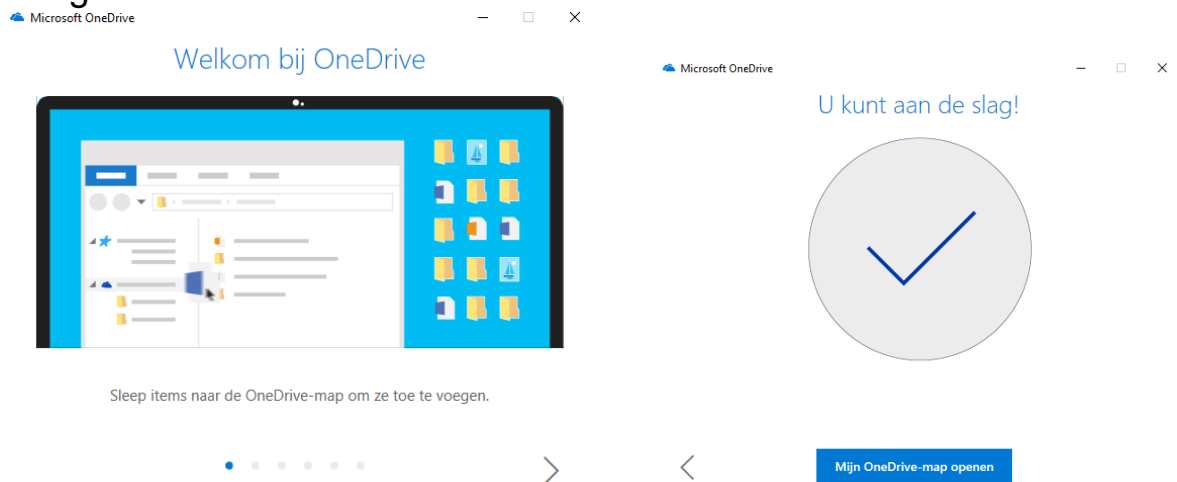 Microsoft OneDrive
Welkom bij OneDrive
Sleep items naar de OneDrive-map om ze toe te voegen.
Microsoft OneDrive
U kunt aan de slag!
Mijn OneDrive-map openen